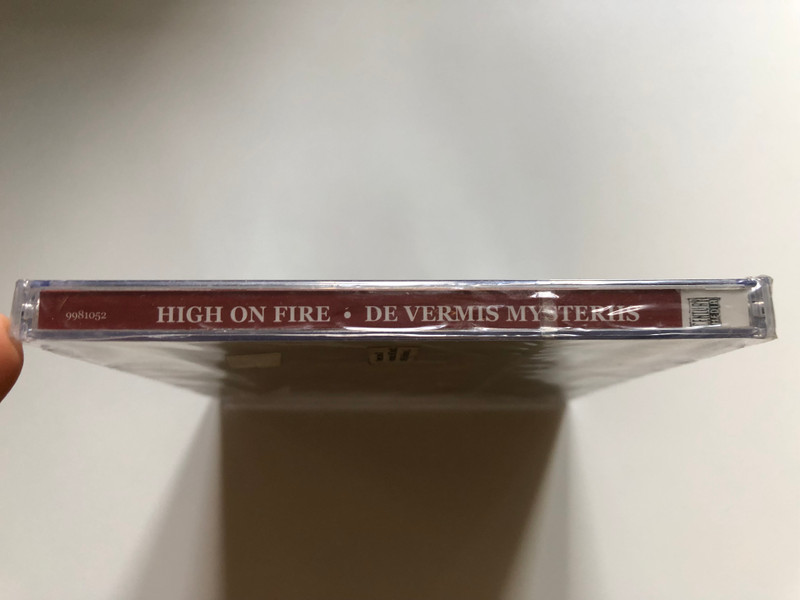 9981052 HIGH ON FIRE • DE VERMIS MYSTERIIS